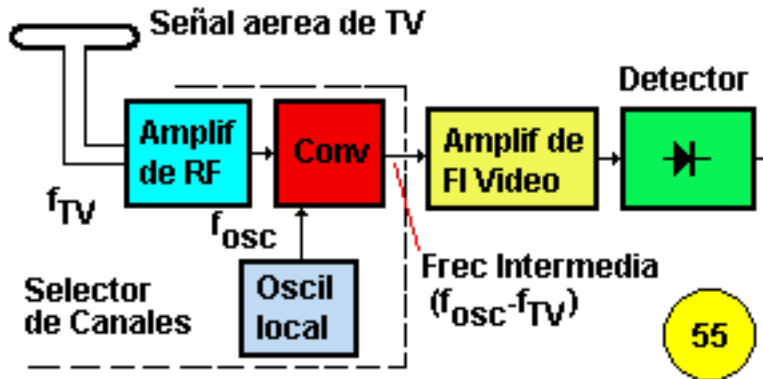 Señal aerea de TV
Detector
Amplif
de RF
Conv
Amplif de
FI Video
fTV
fosc
Oscil
local
Selector
de Canales
Frec Intermedia
(fosc-fTV)
55